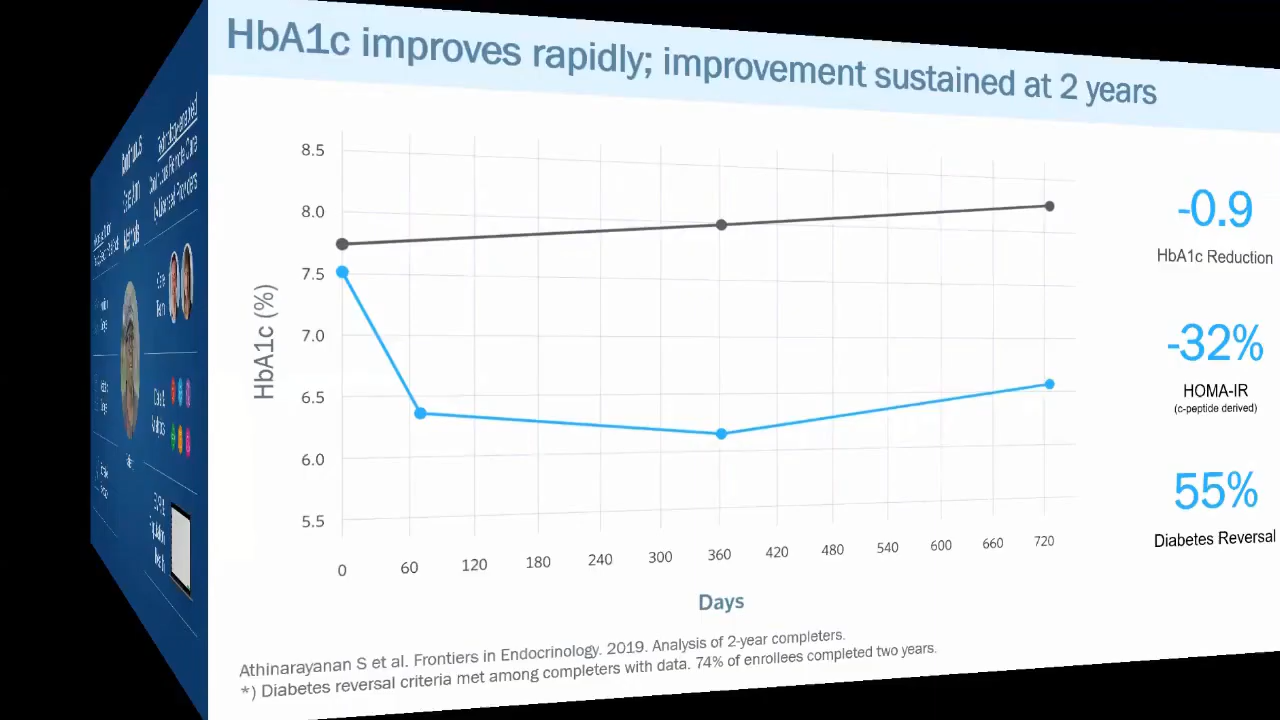 HbA1c improves rapidly; improvement sustained at 2 years
8.5
8.0
7.5
7.0
6.5
6.0
5.5
HbA1c (%)
0 60 120 180 240 300 360 420 480 540 600 660 720
Days
-0.9
HbA1c Reduction
-32%
HOMA-IR
(c-peptide derived)
55%
Diabetes Reversal
Athinarayanan S et al. Frontiers in Endocrinology. 2019. Analysis of 2-year completers.
*) Diabetes reversal criteria met among completers with data. 74% of enrollees completed two years.
Care
Team